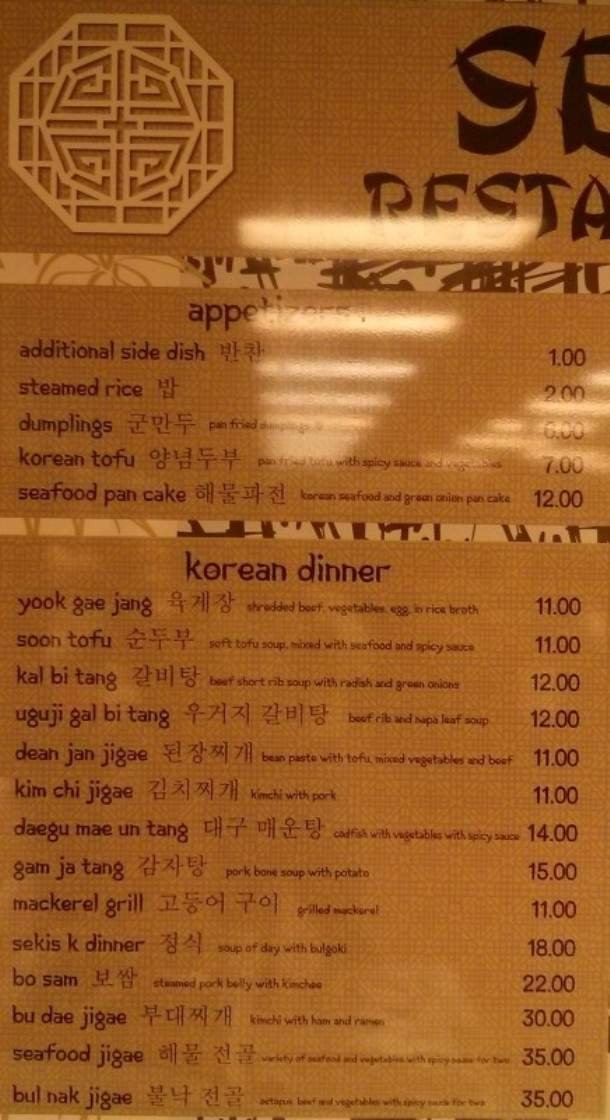 SE
RESTA
appetizers
additional side dish 반찬 1.00
steamed rice 밥 2.00
dumplings 군만두 pan fried dumplings 6.00
korean tofu 양념두부 pan fried tofu with spicy sauce and vegetables 7.00
seafood pan cake 해물파전 korean seafood and green onion pan cake 12.00
korean dinner
yook gae jang 육게장 shredded beef, vegetables, egg, in rice broth 11.00
soon tofu 순두부 soft tofu soup, mixed with seafood and spicy sauce 11.00
kal bi tang 갈비탕 beef short rib soup with radish and green onions 12.00
uguji gal bi tang 우거지 갈비탕 beef rib and napa leaf soup 12.00
dean jan jigae 된장찌개 bean paste with tofu, mixed vegetables and beef 11.00
kim chi jigae 김치찌개 kimchi with pork 11.00
daegu mae un tang 대구 매운탕 codfish with vegetables with spicy sauce 14.00
gam ja tang 감자탕 pork bone soup with potato 15.00
mackerel grill 고등어 구이 grilled mackerel 11.00
sekis k dinner 정식 soup of day with bulgoki 18.00
bo sam 보쌈 steamed pork belly with kimchee 22.00
bu dae jigae 부대찌개 kimchi with ham and ramen 30.00
seafood jigae 해물 전골 variety of seafood and vegetables with spicy sauce for two 35.00
bul nak jigae 불낙 전골 octopus, beef and vegetables with spicy sauce for two 35.00